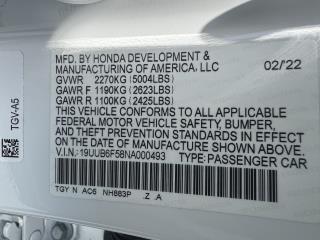 MFD. BY HONDA DEVELOPMENT &
MANUFACTURING OF AMERICA, LLC 02/22
GVWR 2270KG (5004LBS)
GAWR F 1190KG (2623LBS)
GAWR R 1100KG (2425LBS)
THIS VEHICLE CONFORMS TO ALL APPLICABLE
FEDERAL MOTOR VEHICLE SAFETY, BUMPER,
AND THEFT PREVENTION STANDARDS IN EFFECT
ON THE DATE OF MANUFACTURE SHOWN ABOVE.
V.I.N.: 19UUB6F58NA000493 TYPE: PASSENGER CAR
TGY N AC6 NH883P Z A
TGV-A5